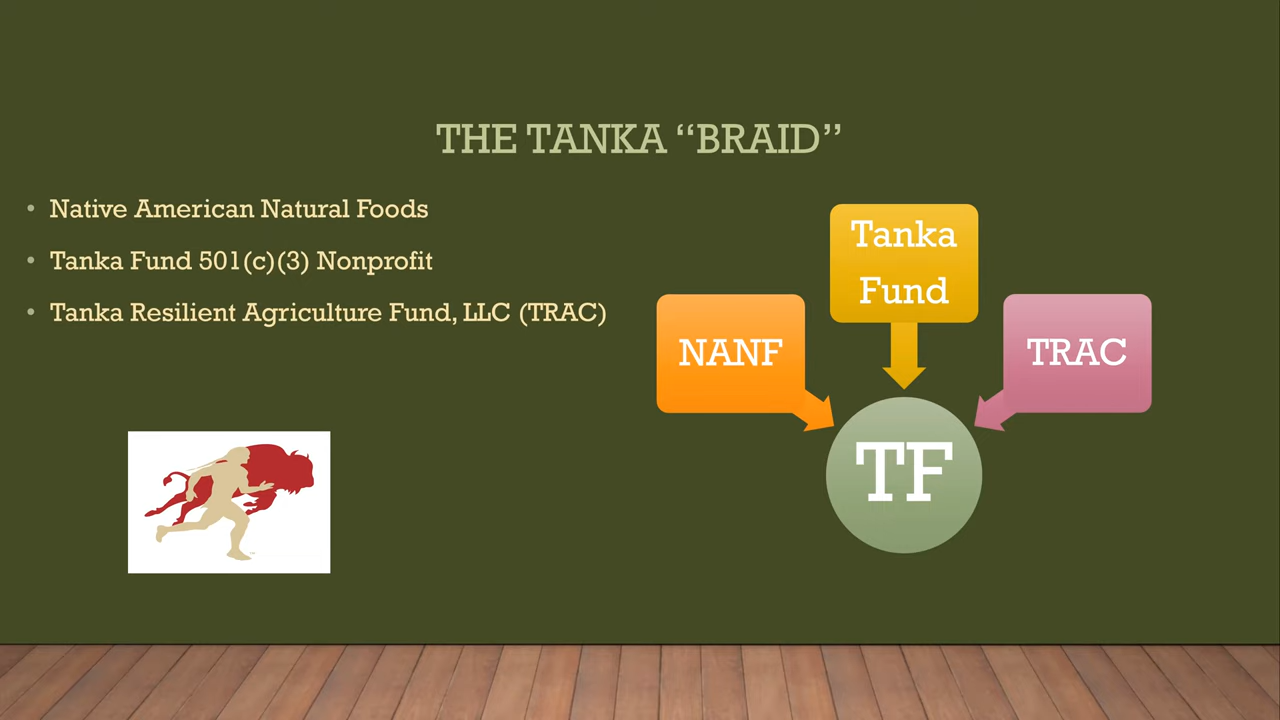 THE TANKA “BRAID”
• Native American Natural Foods
• Tanka Fund 501(c)(3) Nonprofit
• Tanka Resilient Agriculture Fund, LLC (TRAC)
Tanka
Fund
NANF
TRAC
TF